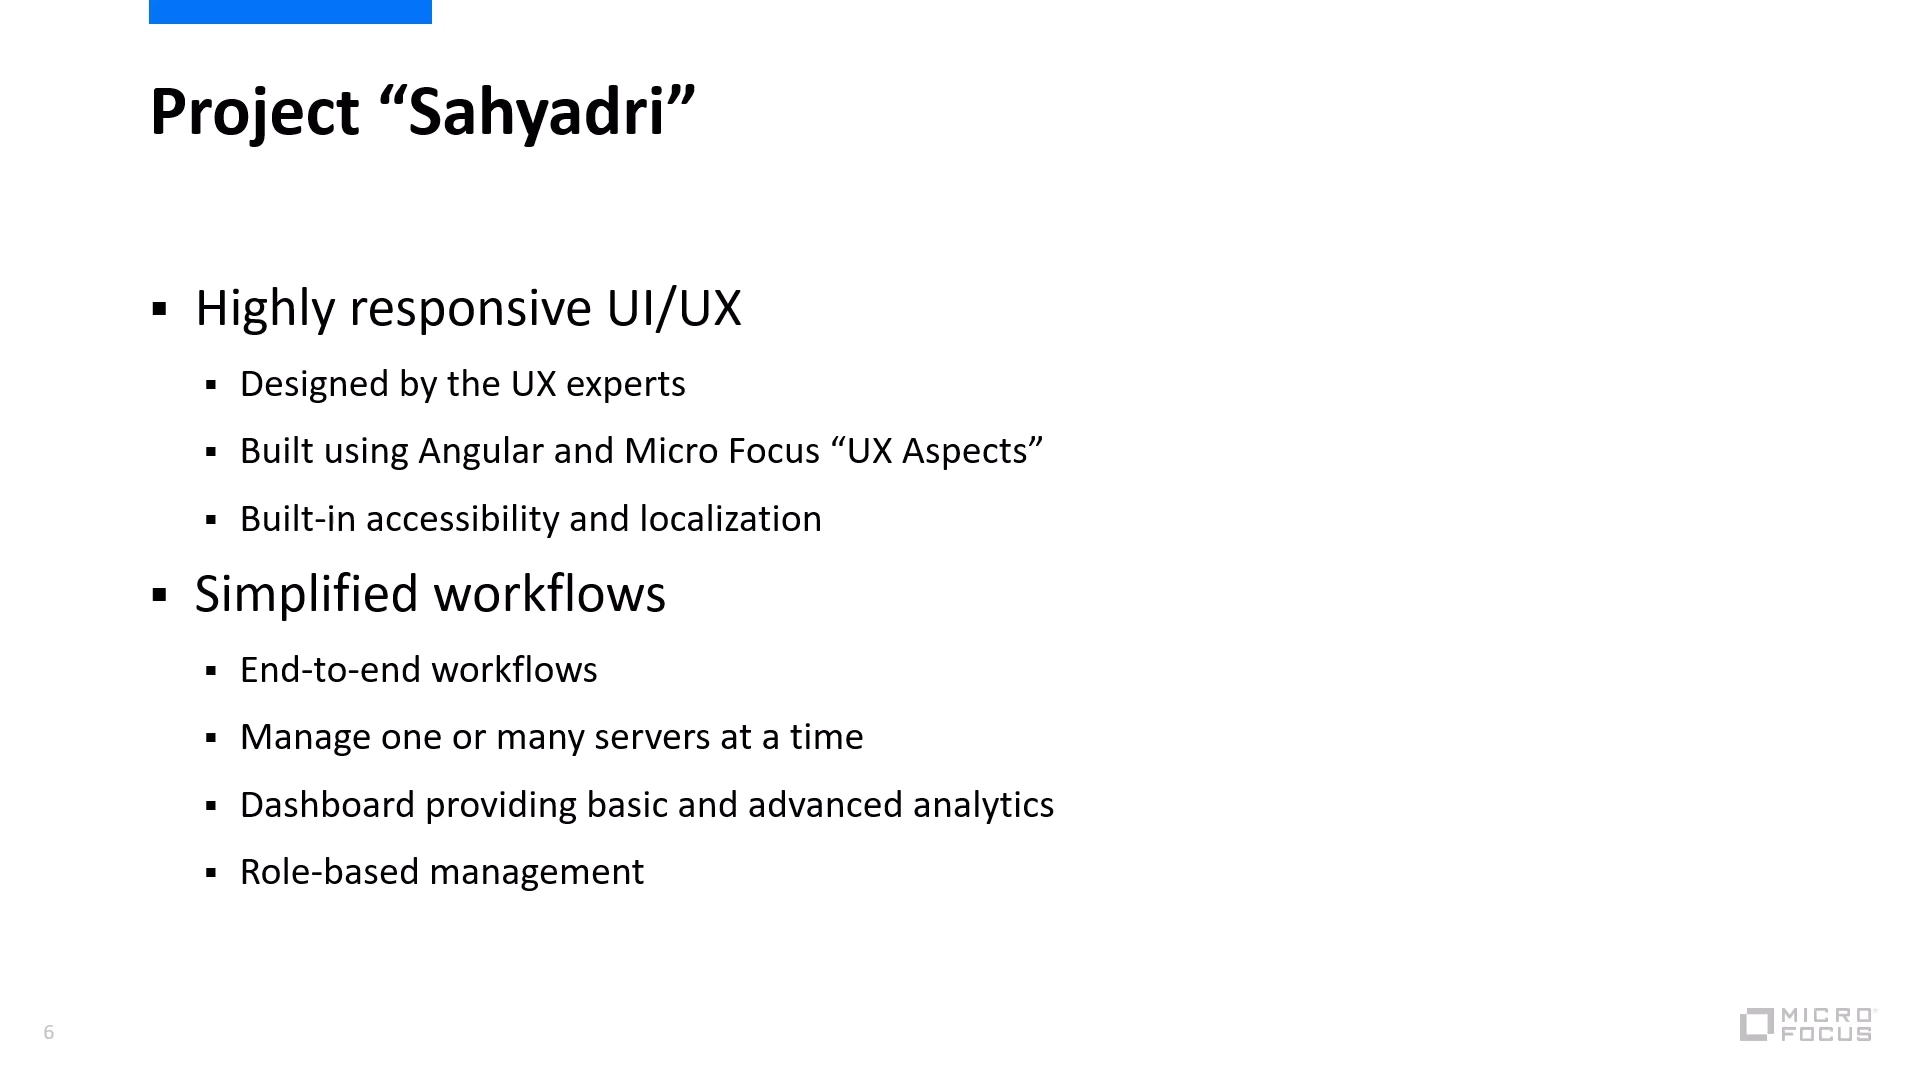 Project “Sahyadri”
▪ Highly responsive UI/UX
▪ Designed by the UX experts
▪ Built using Angular and Micro Focus “UX Aspects”
▪ Built-in accessibility and localization
▪ Simplified workflows
▪ End-to-end workflows
▪ Manage one or many servers at a time
▪ Dashboard providing basic and advanced analytics
▪ Role-based management
6
MICRO
FOCUS